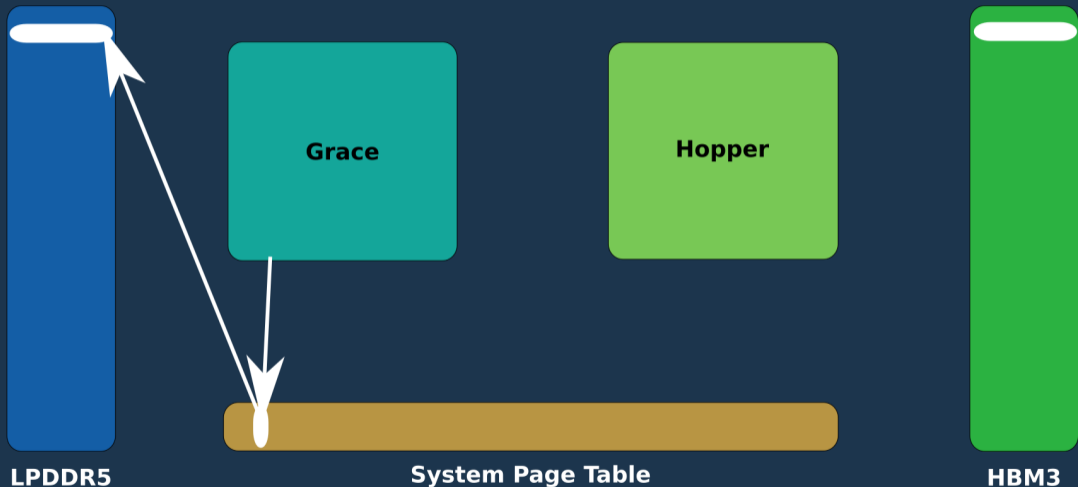 Grace
Hopper
LPDDR5
System Page Table
HBM3